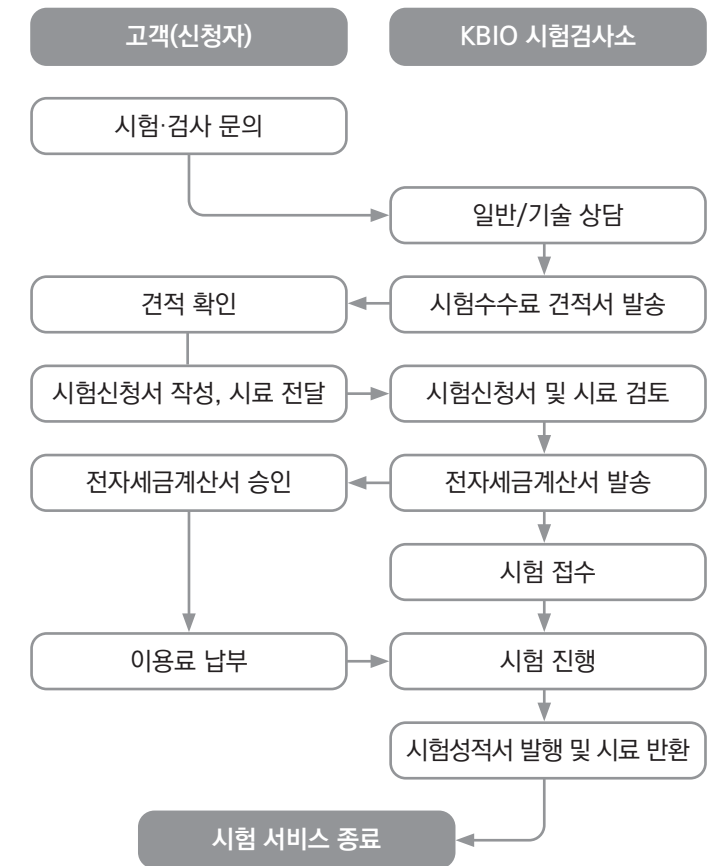 고객(신청자)
KBIO 시험검사소
시험·검사 문의
일반/기술 상담
견적 확인
시험수수료 견적서 발송
시험신청서 작성, 시료 전달
시험신청서 및 시료 검토
전자세금계산서 승인
전자세금계산서 발송
시험 접수
이용료 납부
시험 진행
시험성적서 발행 및 시료 반환
시험 서비스 종료